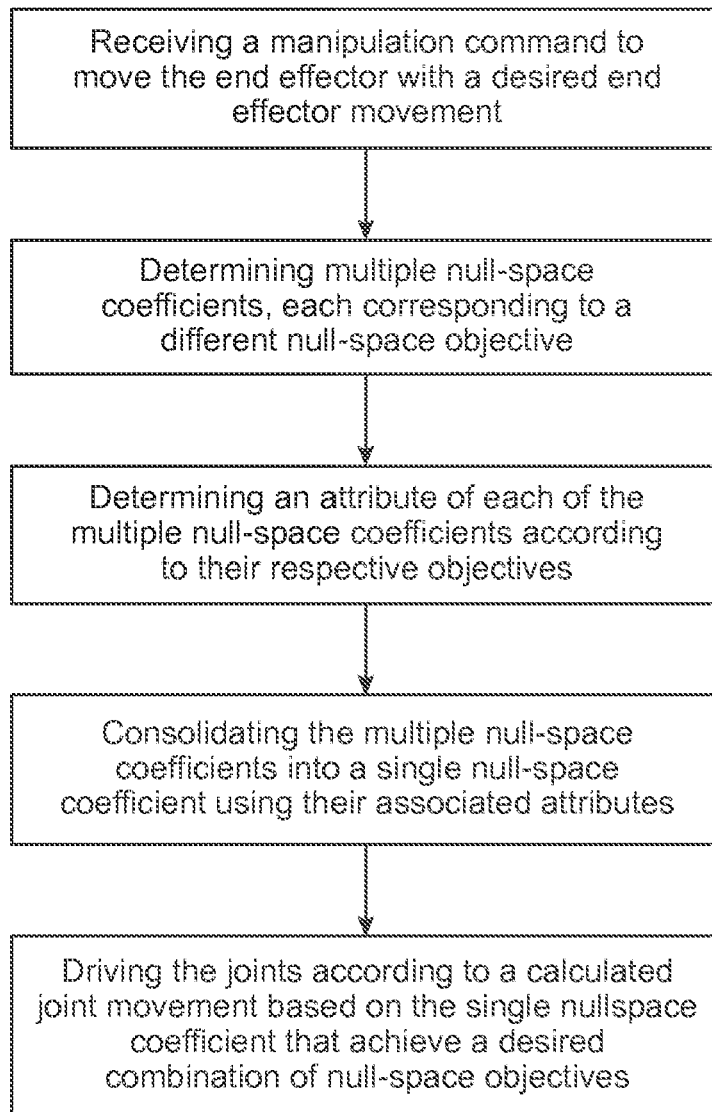 Receiving a manipulation command to
move the end effector with a desired end
effector movement
Determining multiple null-space
coefficients, each corresponding to a
different null-space objective
Determining an attribute of each of the
multiple null-space coefficients according
to their respective objectives
Consolidating the multiple null-space
coefficients into a single null-space
coefficient using their associated attributes
Driving the joints according to a calculated
joint movement based on the single nullspace
coefficient that achieve a desired
combination of null-space objectives